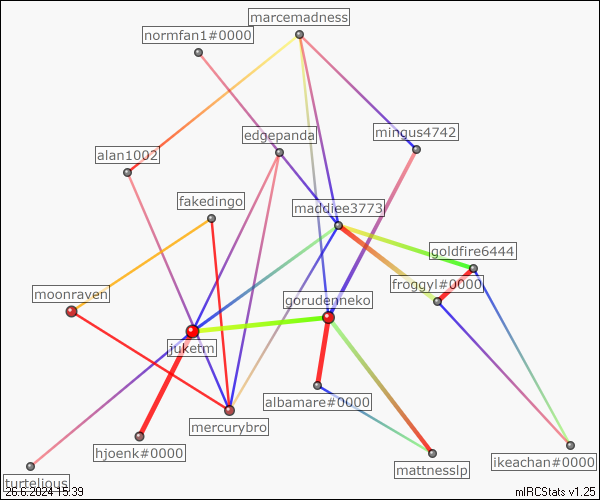 marcemadness
normfan1#0000
mingus4742
edgepanda
alan1002
fakedingo
maddiee3773
goldfire6444
froggyl#0000
moonraven
gorudenneko
juketm
albamare#0000
mercurybro
hjoenk#0000
ikeachan#0000
mattnesslp
turtelious
26.6.2024 15:39
mIRCStats v1.25